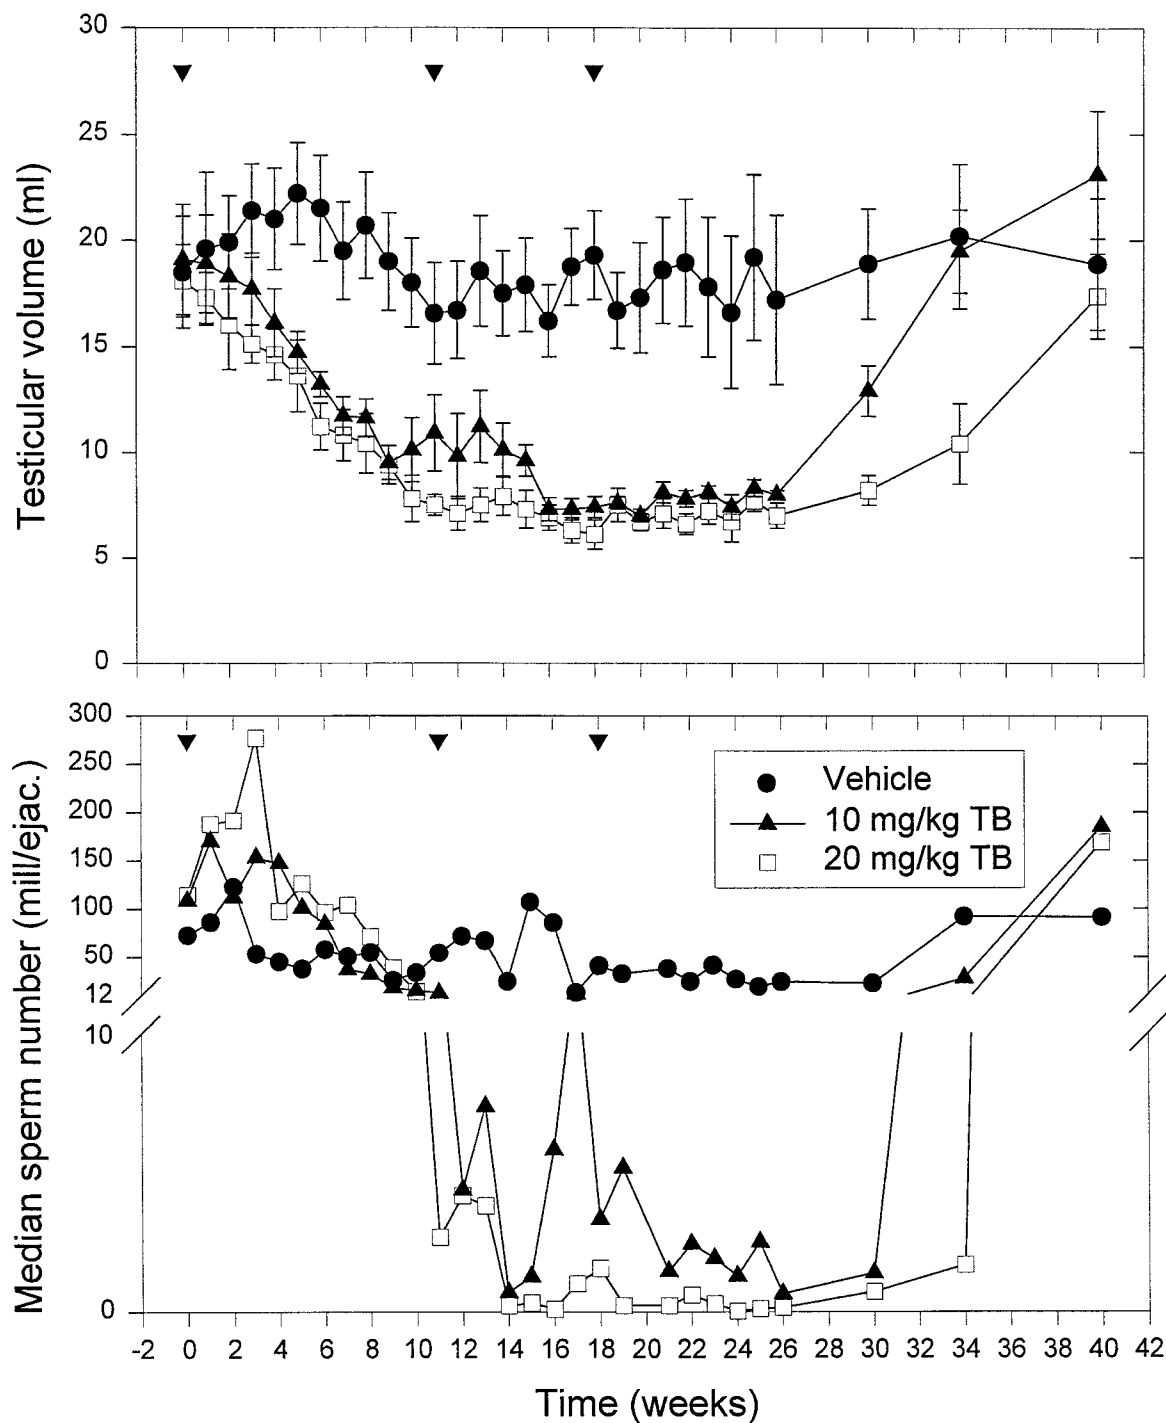 30
25
20
15
10
5
0
Testicular volume (ml)
300
250
200
150
100
50
12
10
0
Median sperm number (mill/ejac.)
Vehicle
10 mg/kg TB
20 mg/kg TB
-2 0 2 4 6 8 10 12 14 16 18 20 22 24 26 28 30 32 34 36 38 40 42
Time (weeks)